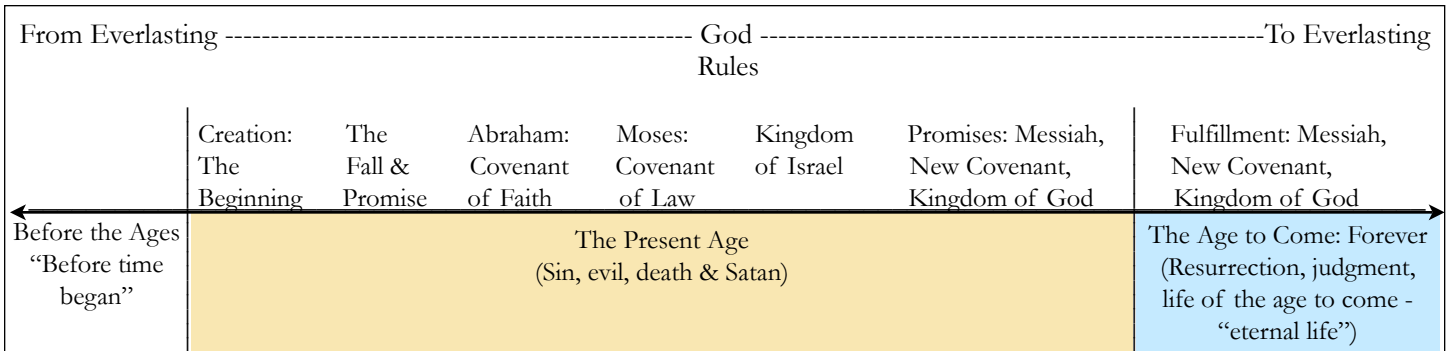 From Everlasting --------------------------------------------------- God -------------------------------------------------------To Everlasting
Rules
Creation:
The
Beginning
The
Fall &
Promise
Abraham:
Covenant
of Faith
Moses:
Covenant
of Law
Kingdom
of Israel
Promises: Messiah,
New Covenant,
Kingdom of God
Fulfillment: Messiah,
New Covenant,
Kingdom of God
Before the Ages
“Before time
began”
The Present Age
(Sin, evil, death & Satan)
The Age to Come: Forever
(Resurrection, judgment,
life of the age to come -
“eternal life”)